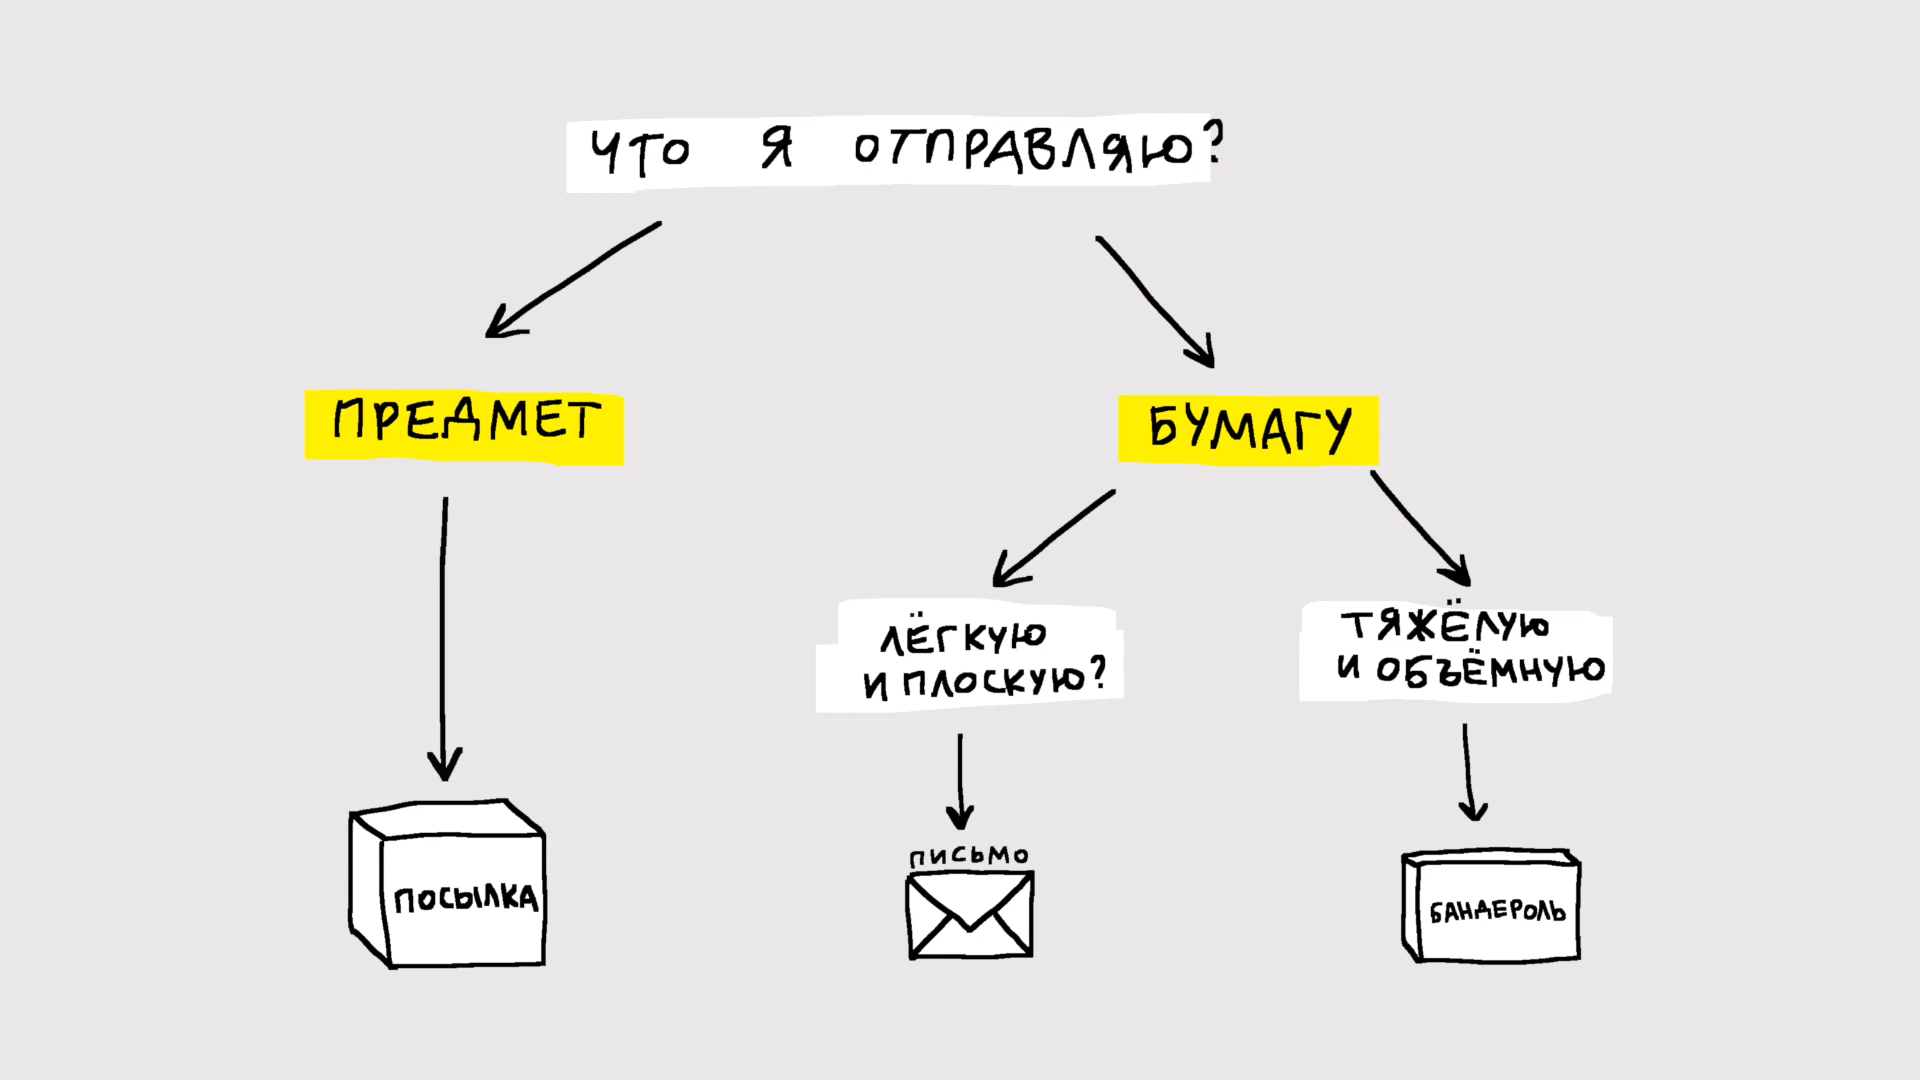 ЧТО Я ОТПРАВЛЯЮ?
ПРЕДМЕТ
БУМАГУ
ЛЁГКУЮ
И ПЛОСКУЮ?
ТЯЖЁЛУЮ
И ОБЪЁМНУЮ
ПОСЫЛКА
ПИСЬМО
БАНДЕРОЛЬ